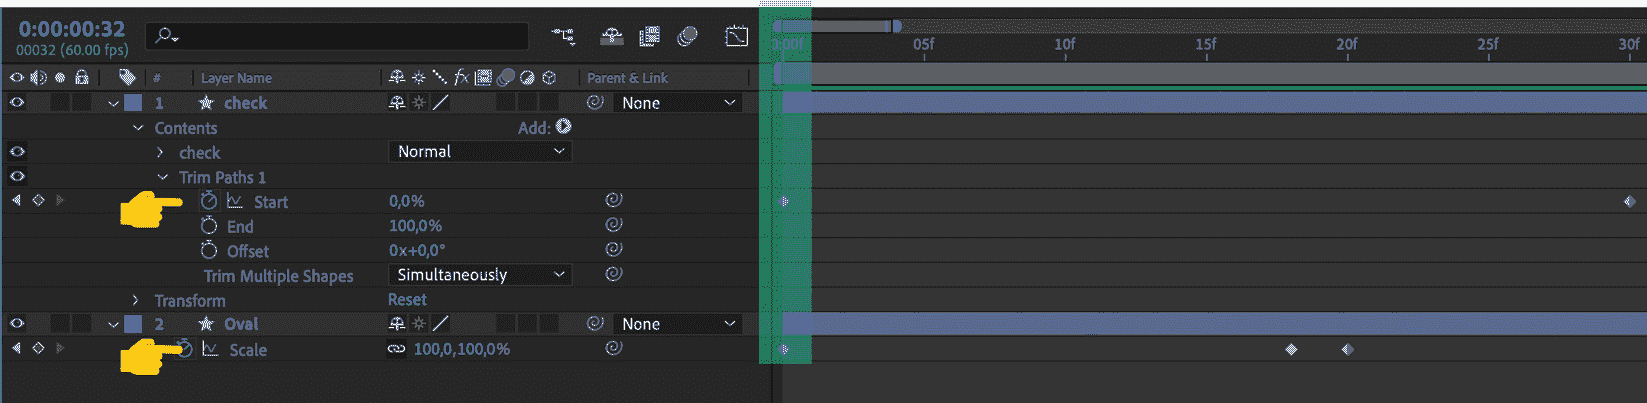 0:00:00:32
00032 (60.00 fps)
0:00f 05f 10f 15f 20f 25f 30f
# Layer Name fx Parent & Link
1 check None
Contents Add:
check Normal
Trim Paths 1
Start 0,0%
End 100,0%
Offset 0x+0,0°
Trim Multiple Shapes Simultaneously
Transform Reset
2 Oval None
Scale 100,0,100,0%